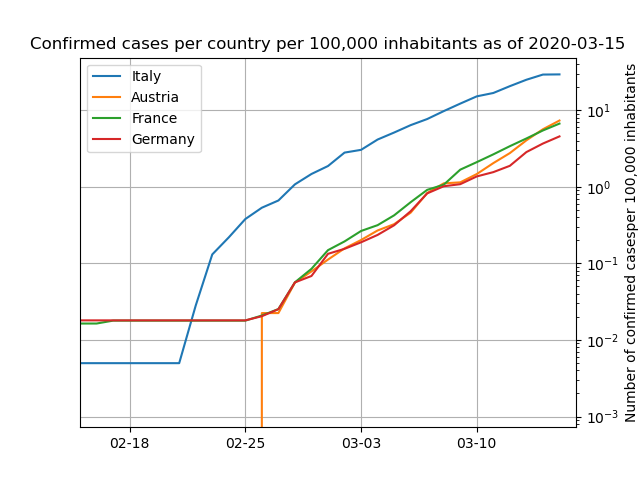 Confirmed cases per country per 100,000 inhabitants as of 2020-03-15
Italy
Austria
France
Germany
10¹
10⁰
10⁻¹
10⁻²
10⁻³
Number of confirmed casesper 100,000 inhabitants
02-18
02-25
03-03
03-10